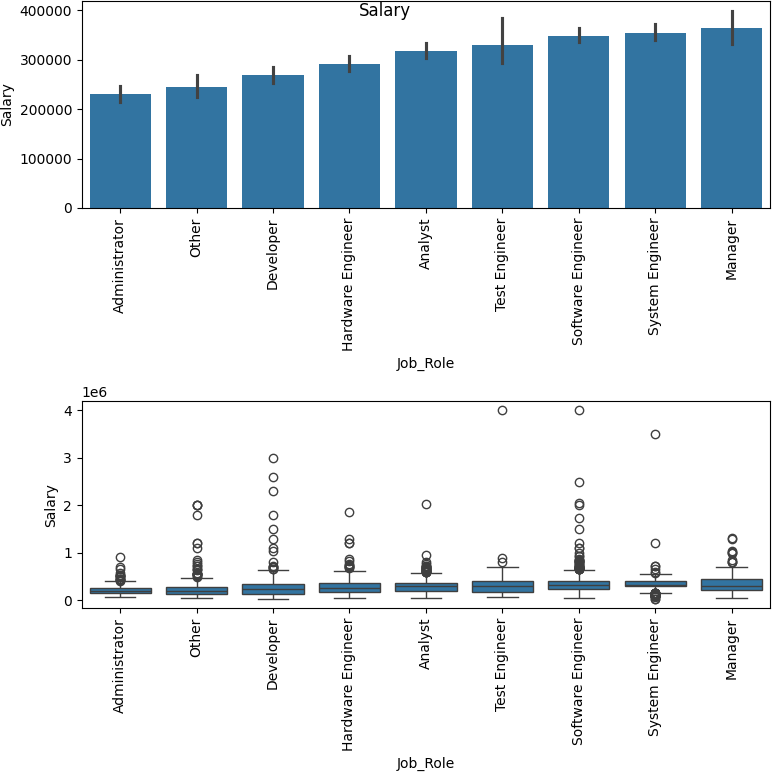 Salary
400000
300000
200000
100000
0
Salary
Administrator
Other
Developer
Hardware Engineer
Analyst
Test Engineer
Software Engineer
System Engineer
Manager
Job_Role
1e6
4
3
2
1
0
Salary
Administrator
Other
Developer
Hardware Engineer
Analyst
Test Engineer
Software Engineer
System Engineer
Manager
Job_Role